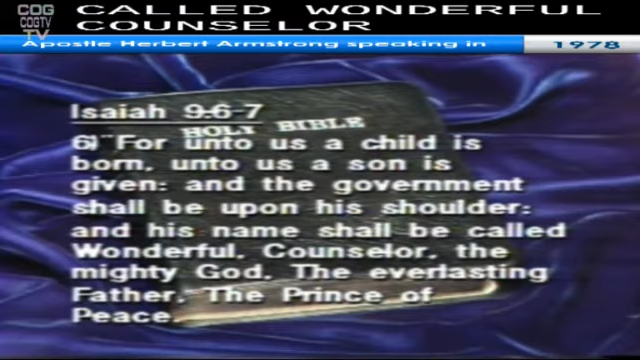 COG
COGTV
TV
CALLED WONDERFUL
COUNSELOR
Apostle Herbert Armstrong speaking in
1978
Isaiah 9:6-7
HOLY BIBLE
6) "For unto us a child is
born, unto us a son is
given: and the government
shall be upon his shoulder:
and his name shall be called
Wonderful, Counselor, the
mighty God, The everlasting
Father, The Prince of
Peace.